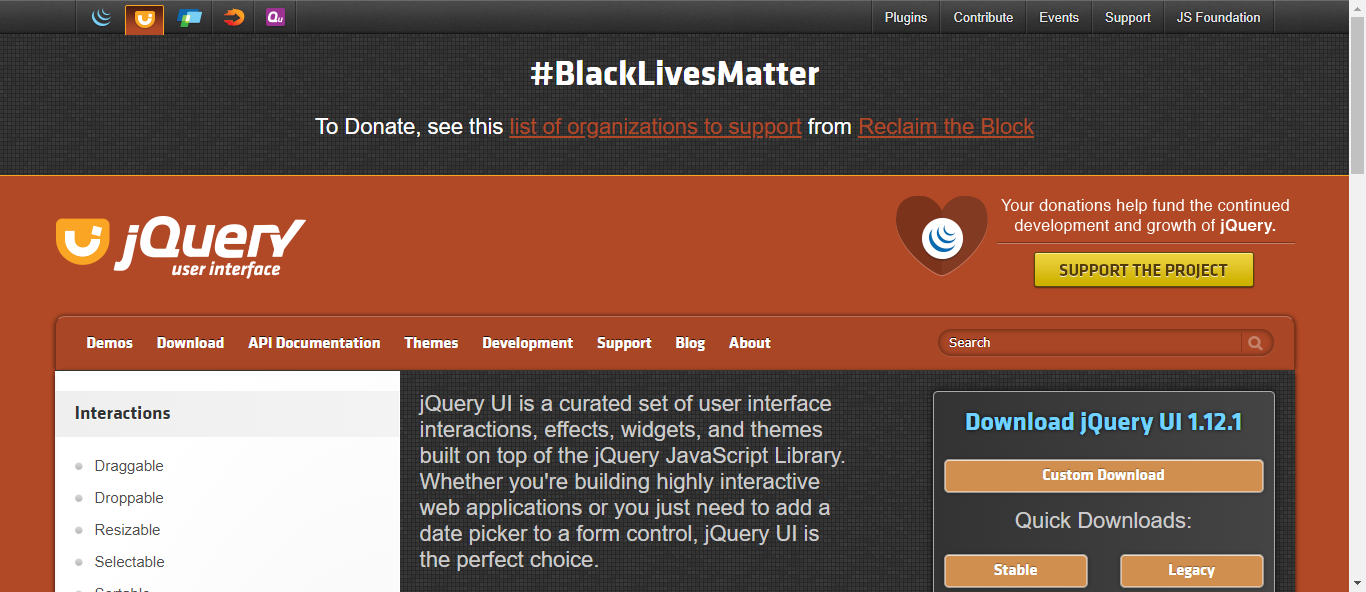 Qu
Plugins
Contribute
Events
Support
JS Foundation
#BlackLivesMatter
To Donate, see this list of organizations to support from Reclaim the Block
jQuery
user interface
Your donations help fund the continued
development and growth of jQuery.
SUPPORT THE PROJECT
Demos
Download
API Documentation
Themes
Development
Support
Blog
About
Search
Interactions
Draggable
Droppable
Resizable
Selectable
Sortable
jQuery UI is a curated set of user interface
interactions, effects, widgets, and themes
built on top of the jQuery JavaScript Library.
Whether you're building highly interactive
web applications or you just need to add a
date picker to a form control, jQuery UI is
the perfect choice.
Download jQuery UI 1.12.1
Custom Download
Quick Downloads:
Stable
Legacy